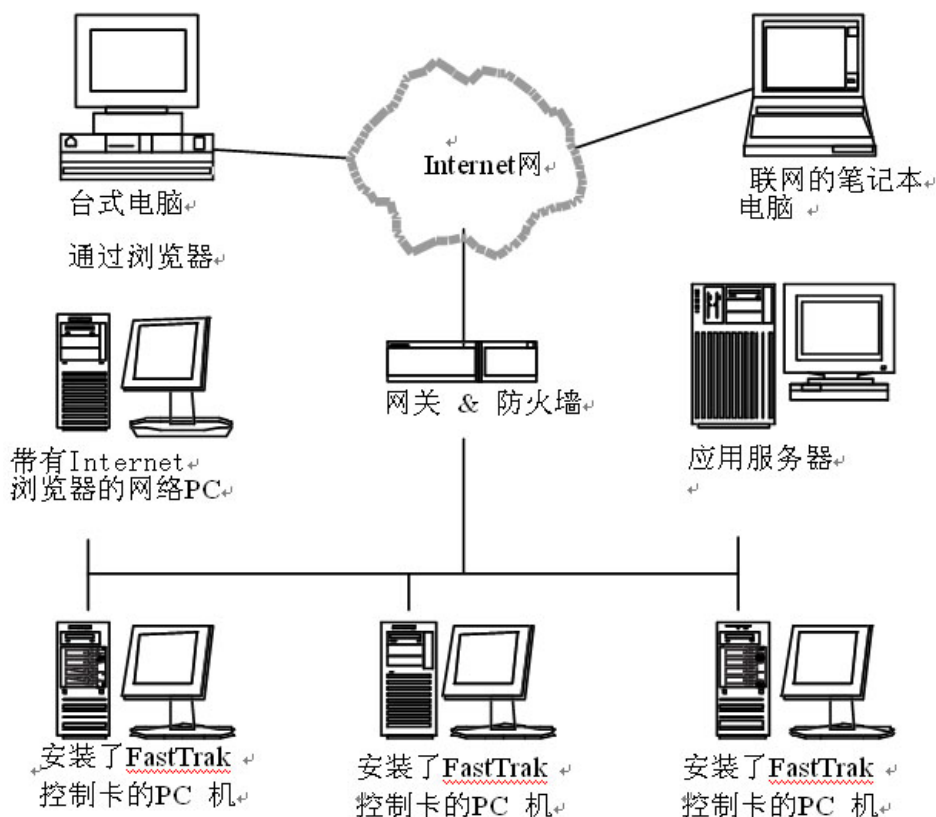 Internet网
台式电脑
通过浏览器
联网的笔记本
电脑
网关 & 防火墙
带有Internet
浏览器的网络PC
应用服务器
安装了FastTrak
控制卡的PC 机
安装了FastTrak
控制卡的PC 机
安装了FastTrak
控制卡的PC 机